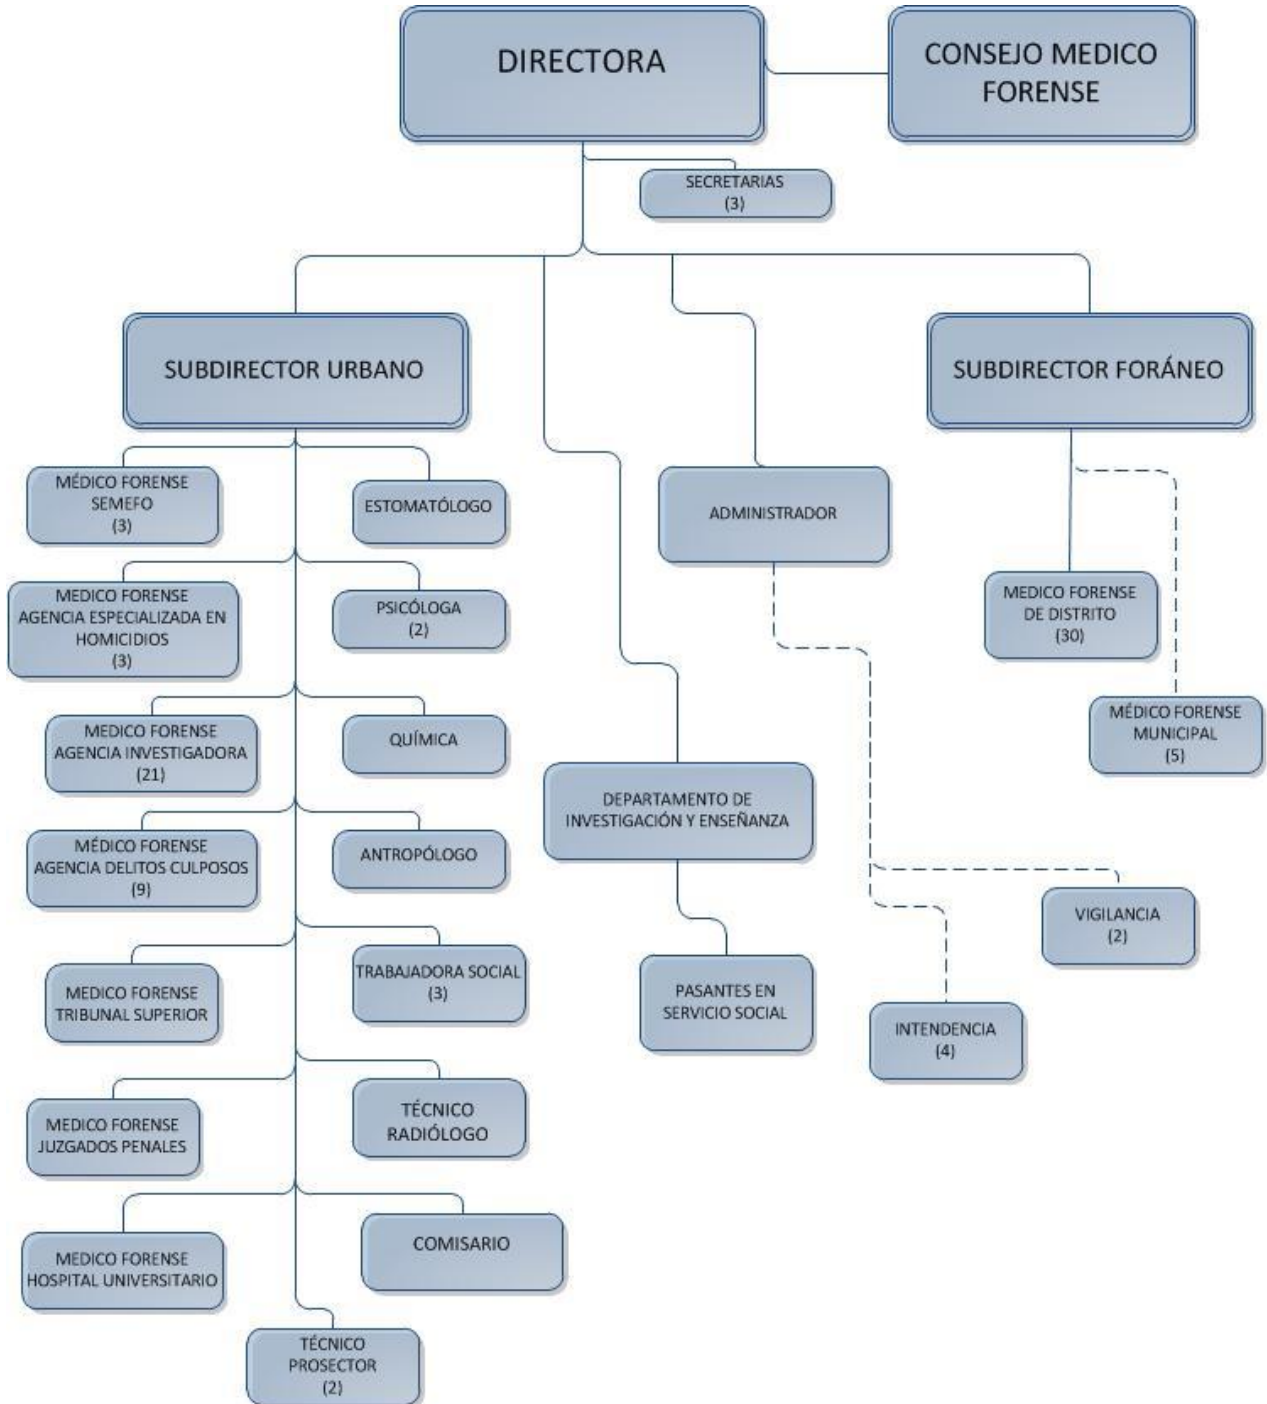 DIRECTORA
CONSEJO MEDICO
FORENSE
SECRETARIAS
(3)
SUBDIRECTOR URBANO
SUBDIRECTOR FORÁNEO
MÉDICO FORENSE
SEMEFO
(3)
ESTOMATÓLOGO
ADMINISTRADOR
MEDICO FORENSE
AGENCIA ESPECIALIZADA EN
HOMICIDIOS
(3)
PSICÓLOGA
(2)
MEDICO FORENSE
DE DISTRITO
(30)
MEDICO FORENSE
AGENCIA INVESTIGADORA
(21)
QUÍMICA
MÉDICO FORENSE
MUNICIPAL
(5)
DEPARTAMENTO DE
INVESTIGACIÓN Y ENSEÑANZA
MÉDICO FORENSE
AGENCIA DELITOS CULPOSOS
(9)
ANTROPÓLOGO
VIGILANCIA
(2)
MEDICO FORENSE
TRIBUNAL SUPERIOR
TRABAJADORA SOCIAL
(3)
PASANTES EN
SERVICIO SOCIAL
INTENDENCIA
(4)
MEDICO FORENSE
JUZGADOS PENALES
TÉCNICO
RADIÓLOGO
MEDICO FORENSE
HOSPITAL UNIVERSITARIO
COMISARIO
TÉCNICO
PROSECTOR
(2)